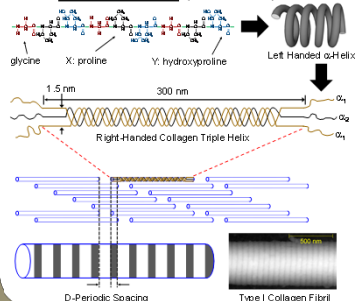 glycine
X: proline
Y: hydroxyproline
Left Handed α-Helix
1.5 nm
300 nm
α₁
α₂
α₁
Right-Handed Collagen Triple Helix
500 nm
D-Periodic Spacing
Type I Collagen Fibril